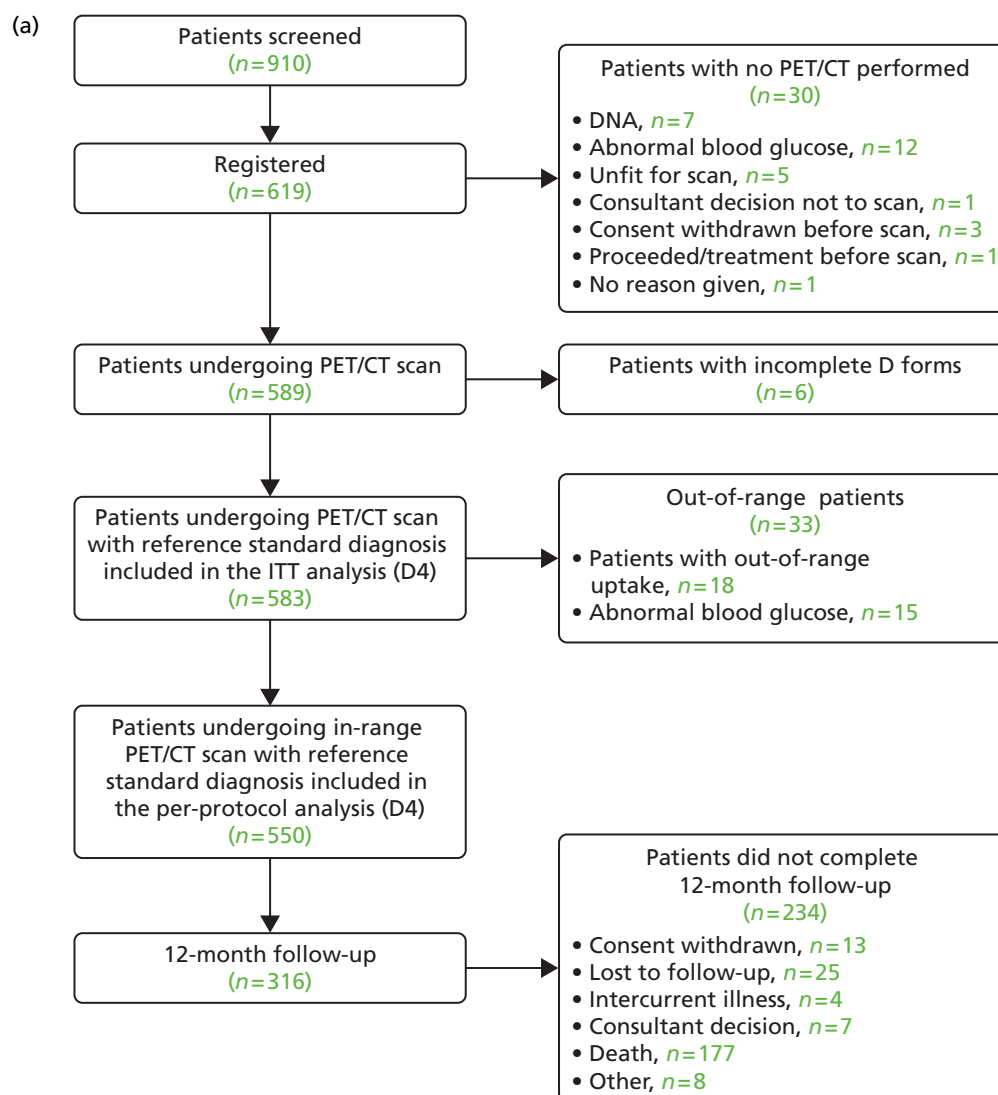 (a)
Patients screened
(n=910)
Patients with no PET/CT performed
(n=30)
• DNA, n=7
• Abnormal blood glucose, n=12
• Unfit for scan, n=5
• Consultant decision not to scan, n=1
• Consent withdrawn before scan, n=3
• Proceeded/treatment before scan, n=1
• No reason given, n=1
Registered
(n=619)
Patients undergoing PET/CT scan
(n=589)
Patients with incomplete D forms
(n=6)
Patients undergoing PET/CT scan
with reference standard diagnosis
included in the ITT analysis (D4)
(n=583)
Out-of-range patients
(n=33)
• Patients with out-of-range
uptake, n=18
• Abnormal blood glucose, n=15
Patients undergoing in-range
PET/CT scan with reference
standard diagnosis included in
the per-protocol analysis (D4)
(n=550)
Patients did not complete
12-month follow-up
(n=234)
• Consent withdrawn, n=13
• Lost to follow-up, n=25
• Intercurrent illness, n=4
• Consultant decision, n=7
• Death, n=177
• Other, n=8
12-month follow-up
(n=316)